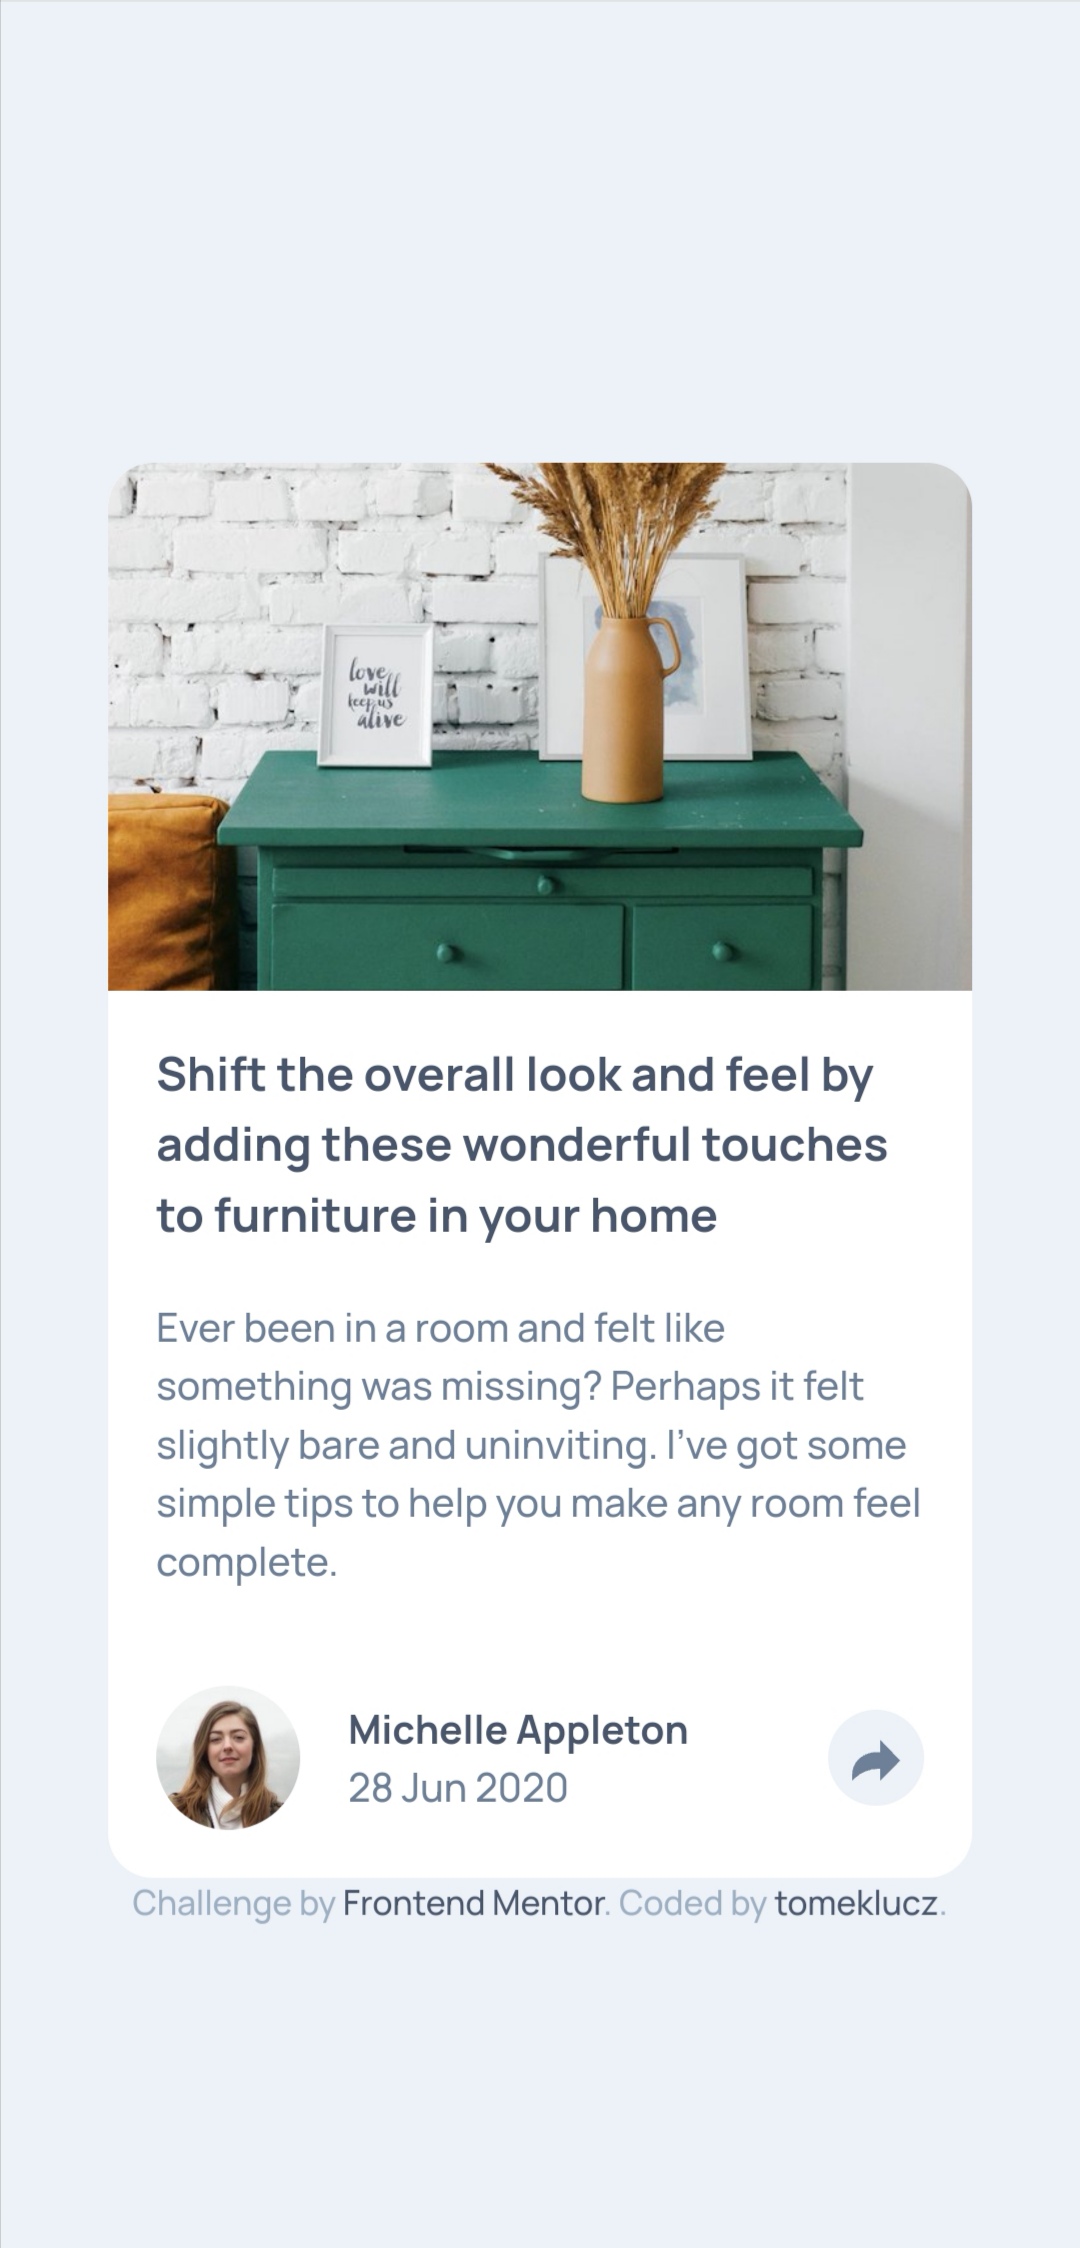 love
will
keep us
alive
Shift the overall look and feel by
adding these wonderful touches
to furniture in your home
Ever been in a room and felt like
something was missing? Perhaps it felt
slightly bare and uninviting. I’ve got some
simple tips to help you make any room feel
complete.
Michelle Appleton
28 Jun 2020
Challenge by Frontend Mentor. Coded by tomeklucz.